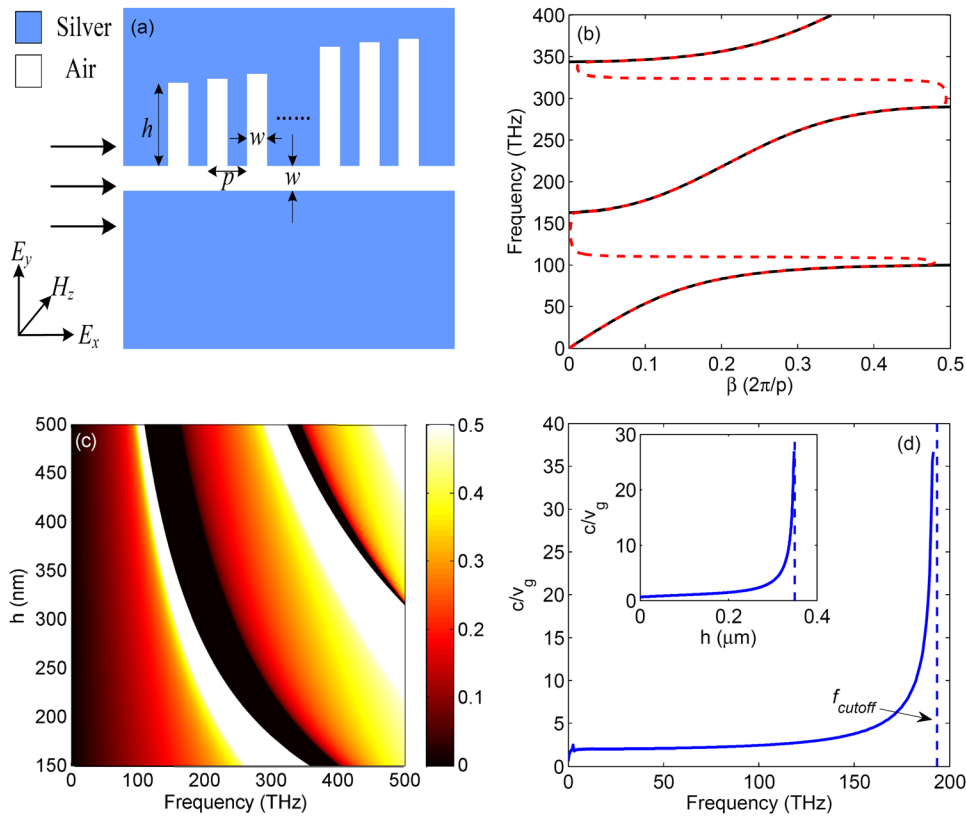 Silver
Air
(a)
h
w
......
p
w
E_y
H_z
E_x
(b)
Frequency (THz)
400
350
300
250
200
150
100
50
0
0 0.1 0.2 0.3 0.4 0.5
β (2π/p)
(c)
h (nm)
500
450
400
350
300
250
200
150
0 100 200 300 400 500
Frequency (THz)
0.5
0.4
0.3
0.2
0.1
0
(d)
c/v_g
40
35
30
25
20
15
10
5
0
0 50 100 150 200
Frequency (THz)
f_cutoff
c/v_g
30
20
10
0
0 0.2 0.4
h (μm)